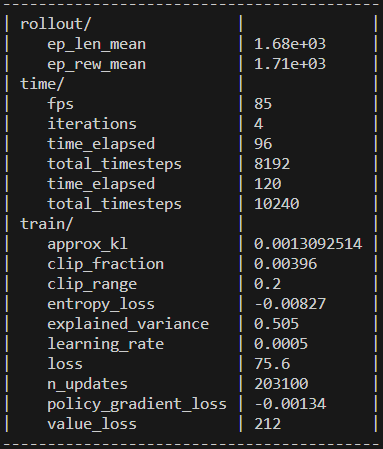 -------------------------------------------
| rollout/                |               |
|    ep_len_mean          | 1.68e+03      |
|    ep_rew_mean          | 1.71e+03      |
| time/                   |               |
|    fps                  | 85            |
|    iterations           | 4             |
|    time_elapsed         | 96            |
|    total_timesteps      | 8192          |
|    time_elapsed         | 120           |
|    total_timesteps      | 10240         |
| train/                  |               |
|    approx_kl            | 0.0013092514  |
|    clip_fraction        | 0.00396       |
|    clip_range           | 0.2           |
|    entropy_loss         | -0.00827      |
|    explained_variance   | 0.505         |
|    learning_rate        | 0.0005        |
|    loss                 | 75.6          |
|    n_updates            | 203100        |
|    policy_gradient_loss | -0.00134      |
|    value_loss           | 212           |
-------------------------------------------